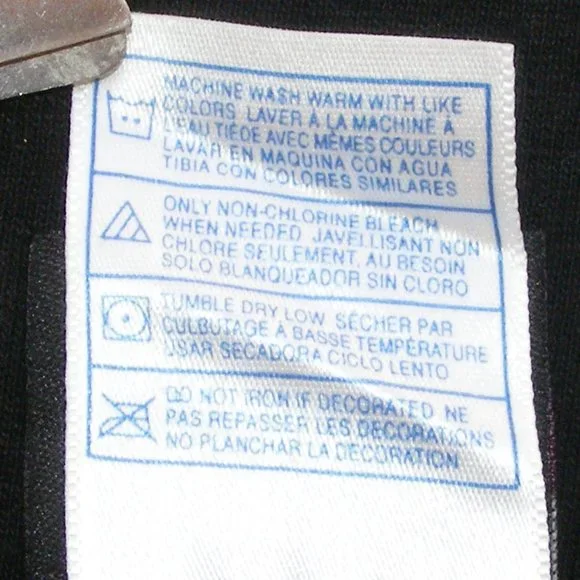 MACHINE WASH WARM WITH LIKE
COLORS LAVER À LA MACHINE À
L'EAU TIÈDE AVEC MÊMES COULEURS
LAVAR EN MAQUINA CON AGUA
TIBIA CON COLORES SIMILARES
ONLY NON-CHLORINE BLEACH
WHEN NEEDED JAVELLISANT NON
CHLORE SEULEMENT, AU BESOIN
SOLO BLANQUEADOR SIN CLORO
TUMBLE DRY LOW, SÉCHER PAR
CULBUTAGE À BASSE TEMPÉRATURE
USAR SECADORA CICLO LENTO
DO NOT IRON IF DECORATED NE
PAS REPASSER LES DECORATIONS
NO PLANCHAR LA DECORATION